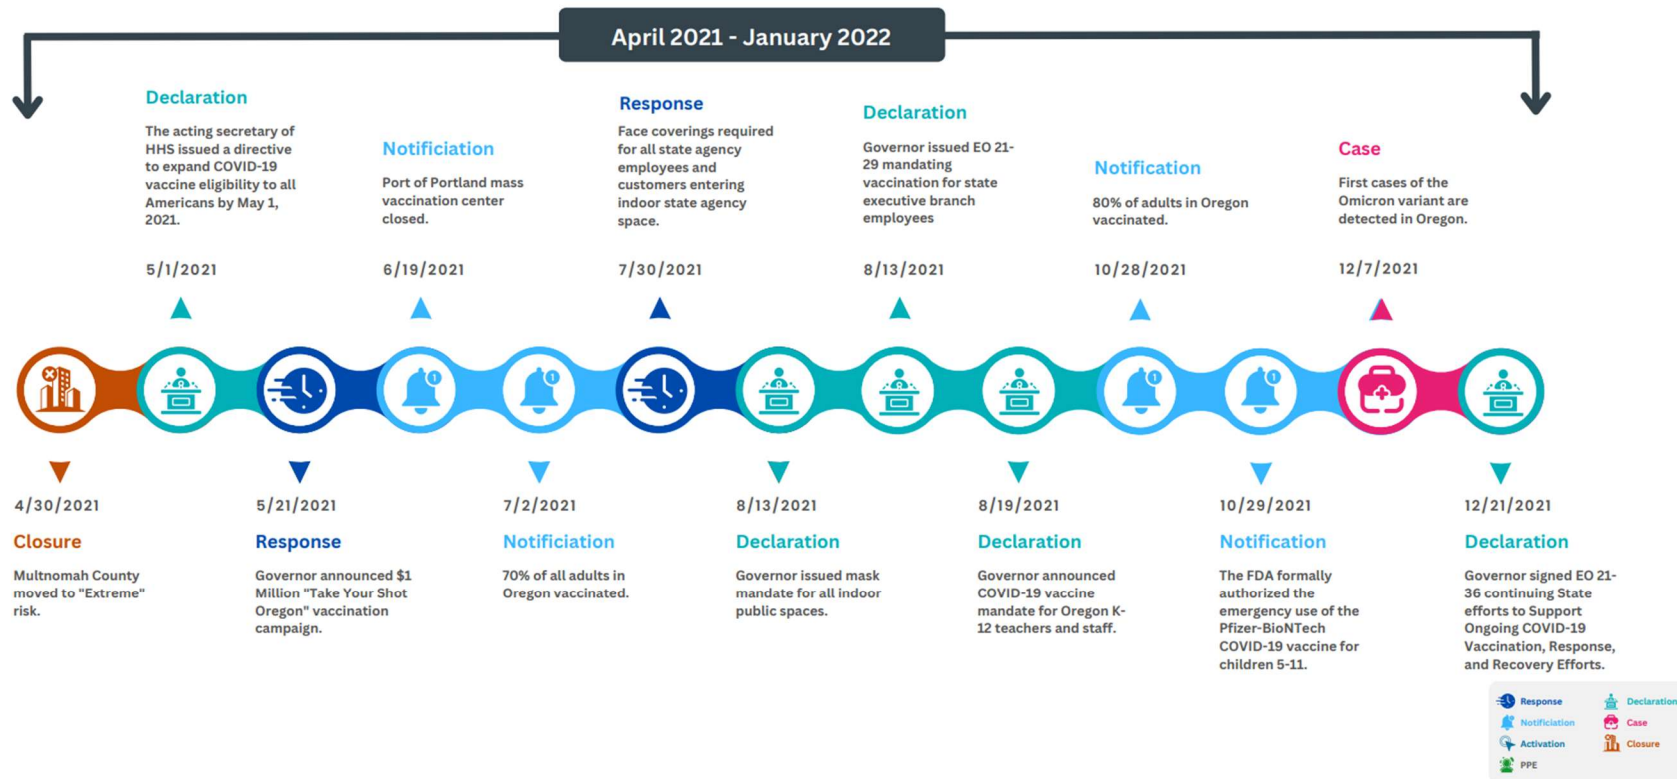 April 2021 - January 2022
Declaration
The acting secretary of
HHS issued a directive
to expand COVID-19
vaccine eligibility to all
Americans by May 1,
2021.
5/1/2021
Notificiation
Port of Portland mass
vaccination center
closed.
6/19/2021
Response
Face coverings required
for all state agency
employees and
customers entering
indoor state agency
space.
7/30/2021
Declaration
Governor issued EO 21-
29 mandating
vaccination for state
executive branch
employees
8/13/2021
Notification
80% of adults in Oregon
vaccinated.
10/28/2021
Case
First cases of the
Omicron variant are
detected in Oregon.
12/7/2021
4/30/2021
Closure
Multnomah County
moved to "Extreme"
risk.
5/21/2021
Response
Governor announced $1
Million "Take Your Shot
Oregon" vaccination
campaign.
7/2/2021
Notificiation
70% of all adults in
Oregon vaccinated.
8/13/2021
Declaration
Governor issued mask
mandate for all indoor
public spaces.
8/19/2021
Declaration
Governor announced
COVID-19 vaccine
mandate for Oregon K-
12 teachers and staff.
10/29/2021
Notification
The FDA formally
authorized the
emergency use of the
Pfizer-BioNTech
COVID-19 vaccine for
children 5-11.
12/21/2021
Declaration
Governor signed EO 21-
36 continuing State
efforts to Support
Ongoing COVID-19
Vaccination, Response,
and Recovery Efforts.
Response
Notificiation
Activation
PPE
Declaration
Case
Closure